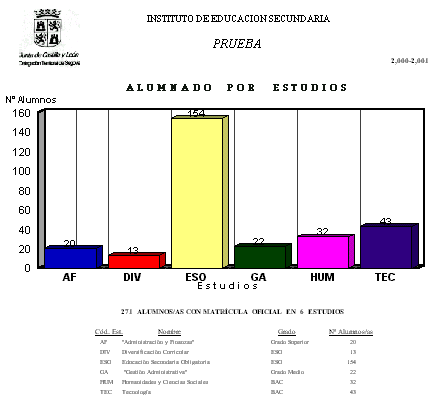 INSTITUTO DE EDUCACION SECUNDARIA
PRUEBA
Junta de Castilla y León
2,000-2,001
ALUMNADO POR ESTUDIOS
Nº Alumnos
160
140
120
100
80
60
40
20
0
20
13
154
22
32
43
AF DIV ESO GA HUM TEC
Estudios
271 ALUMNOS/AS CON MATRÍCULA OFICIAL EN 6 ESTUDIOS
Cód. Est. Nombre Grado Nº Alumnos/as
AF "Administración y Finanzas" Grado Superior 20
DIV Diversificación Curricular ESO 13
ESO Educación Secundaria Obligatoria ESO 154
GA "Gestión Administrativa" Grado Medio 22
HUM Humanidades y Ciencias Sociales BAC 32
TEC Tecnología BAC 43